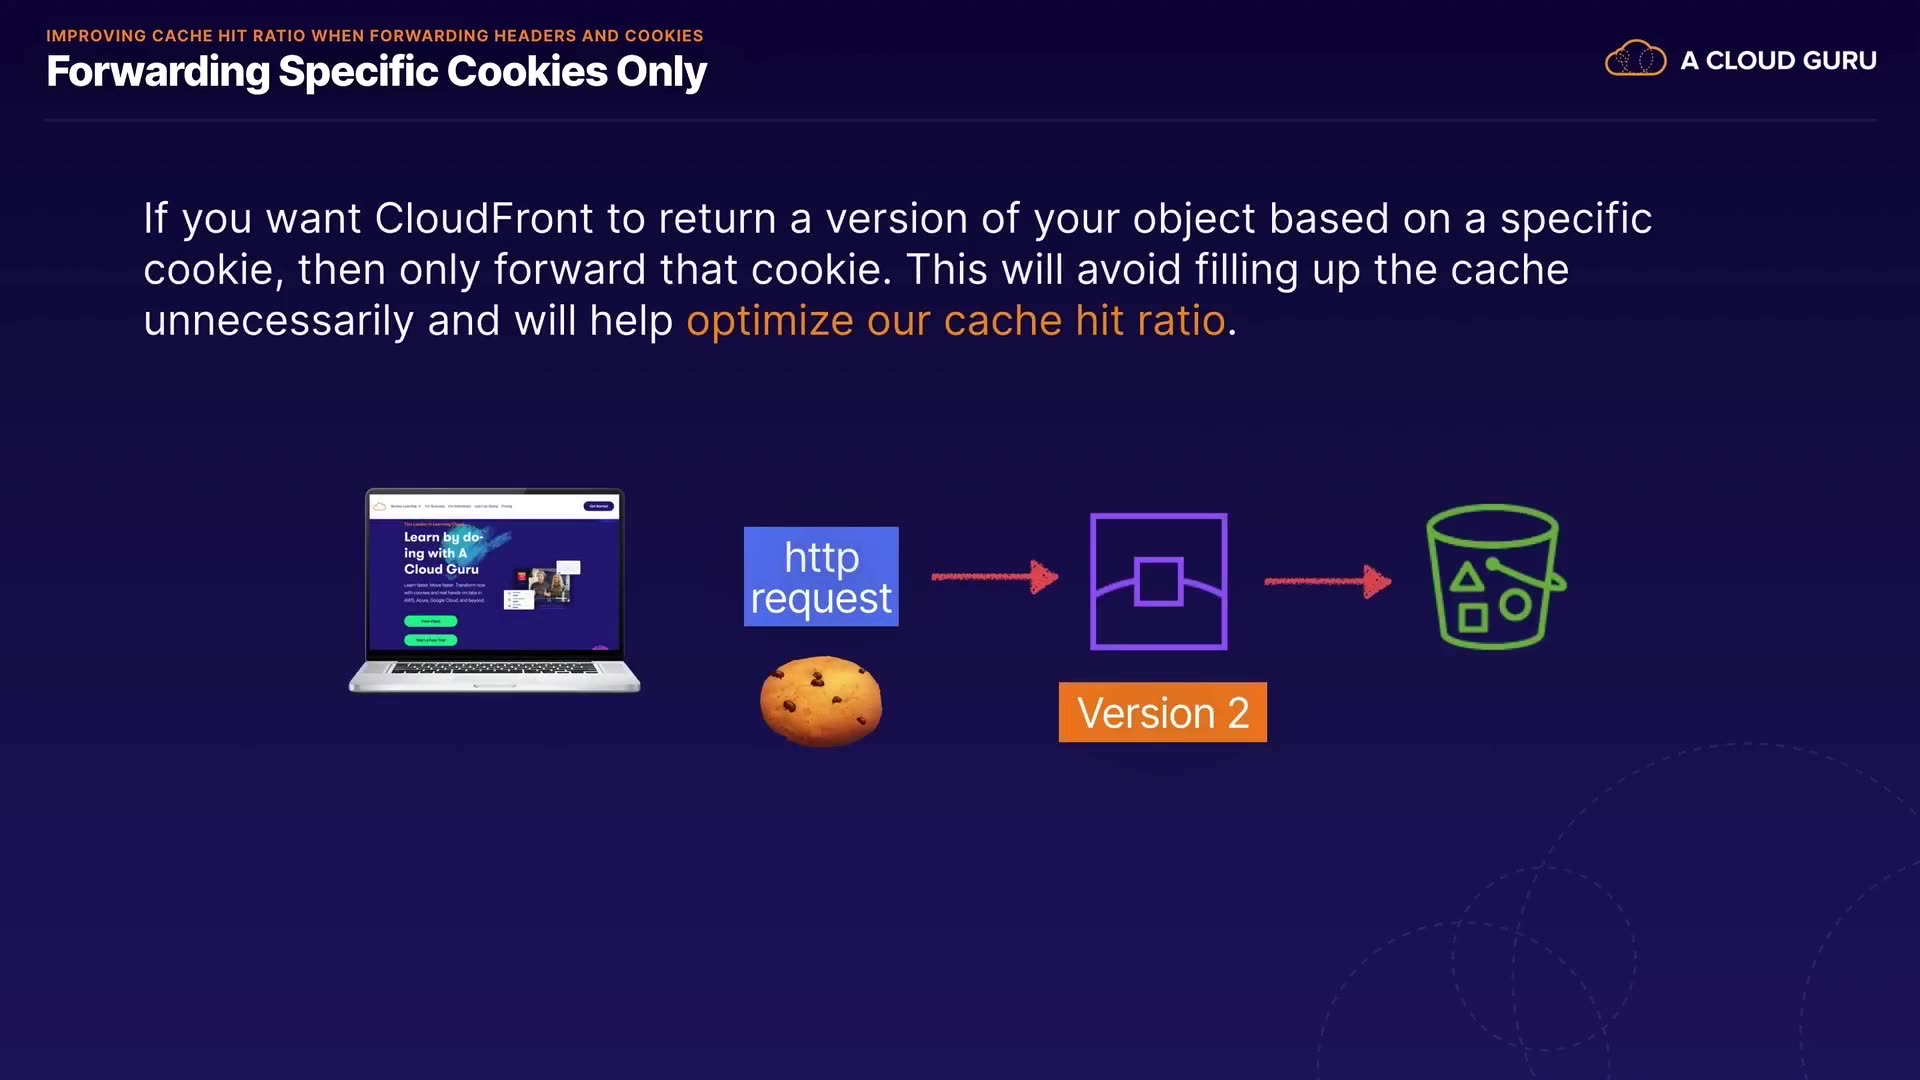 IMPROVING CACHE HIT RATIO WHEN FORWARDING HEADERS AND COOKIES
Forwarding Specific Cookies Only
A CLOUD GURU
If you want CloudFront to return a version of your object based on a specific
cookie, then only forward that cookie. This will avoid filling up the cache
unnecessarily and will help optimize our cache hit ratio.
Learn by do-
ing with A
Cloud Guru
http
request
Version 2